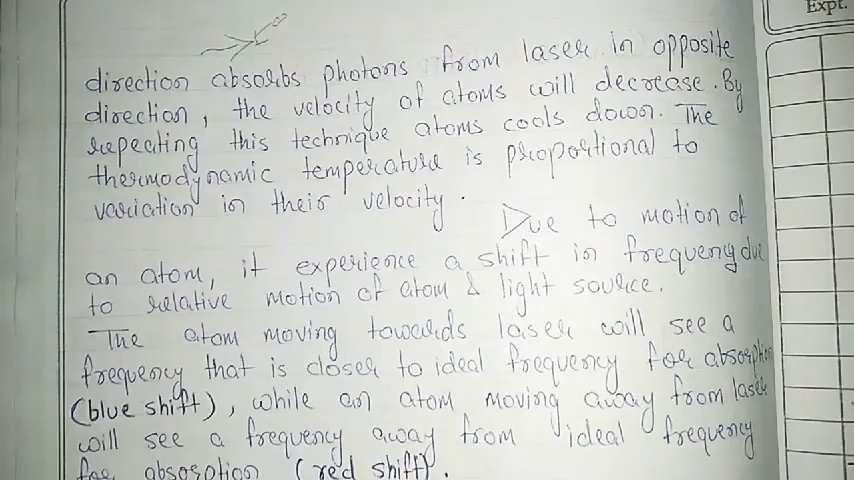 Expt.
direction absorbs photons from laser in opposite
direction, the velocity of atoms will decrease. By
repeating this technique atoms cools down. The
thermodynamic temperature is proportional to
variation in their velocity.
Due to motion of
an atom, it experience a shift in frequency due
to relative motion of atom & light source.
The atom moving towards laser will see a
frequency that is closer to ideal frequency for absorption
(blue shift), while an atom moving away from laser
will see a frequency away from ideal frequency
for absorption (red shift).